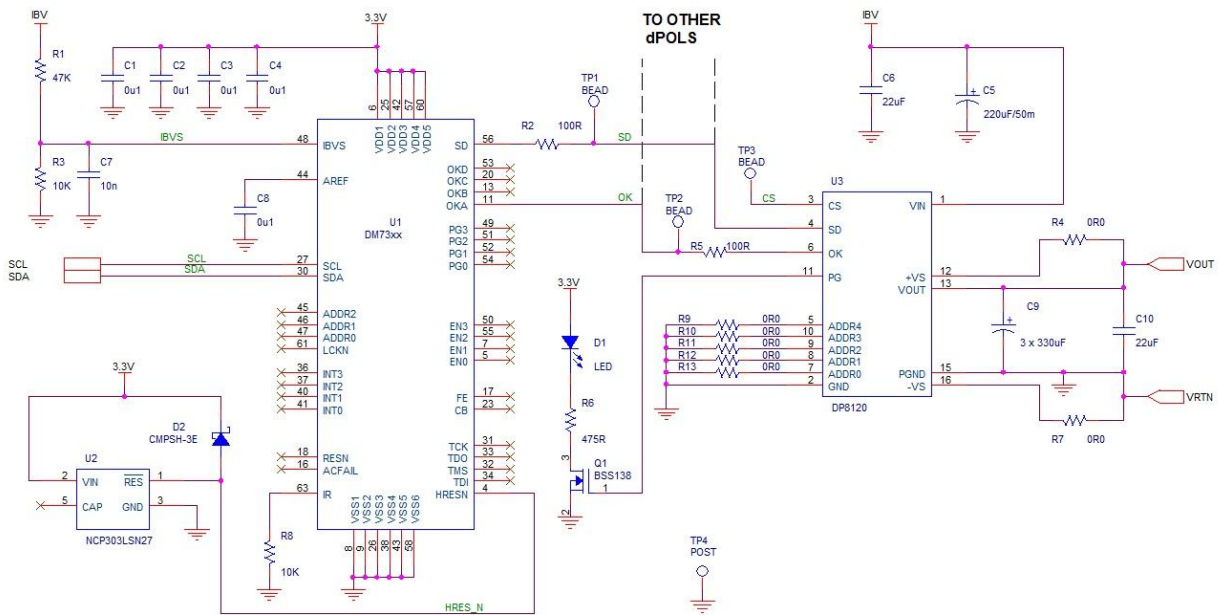 TO OTHER
dPOLS
IBV
R1
47K
C1
0u1
C2
0u1
C3
0u1
C4
0u1
3.3V
6
25
42
57
60
VDD1
VDD2
VDD3
VDD4
VDD5
IBVS
48
IBVS
R3
10K
C7
10n
44
AREF
C8
0u1
U1
DM73xx
SCL
SDA
SCL
SDA
27
30
SCL
SDA
45
46
47
61
ADDR2
ADDR1
ADDR0
LCKN
36
37
40
41
INT3
INT2
INT1
INT0
18
16
RESN
ACFAIL
63
IR
R8
10K
SD
56
OKD
53
OKC
20
OKB
13
OKA
11
PG3
49
PG2
51
PG1
52
PG0
54
EN3
50
EN2
55
EN1
7
EN0
5
FE
17
CB
23
TCK
31
TDO
33
TMS
32
TDI
34
HRESN
4
VSS1
VSS2
VSS3
VSS4
VSS5
VSS6
8
9
26
38
43
58
HRES_N
3.3V
D2
CMPSH-3E
U2
2
VIN
RES
1
5
CAP
GND
3
NCP303LSN27
R2
100R
TP1
BEAD
SD
OK
TP2
BEAD
R5
100R
TP3
BEAD
CS
3.3V
D1
LED
R6
475R
3
Q1
BSS138
1
2
TP4
POST
IBV
C6
22uF
C5
220uF/50m
U3
3
CS
4
SD
6
OK
11
PG
R9
0R0
5
ADDR4
R10
0R0
10
ADDR3
R11
0R0
9
ADDR2
R12
0R0
8
ADDR1
R13
0R0
7
ADDR0
2
GND
VIN
1
+VS
12
VOUT
13
PGND
15
-VS
16
DP8120
R4
0R0
C9
3 x 330uF
C10
22uF
R7
0R0
VOUT
VRTN